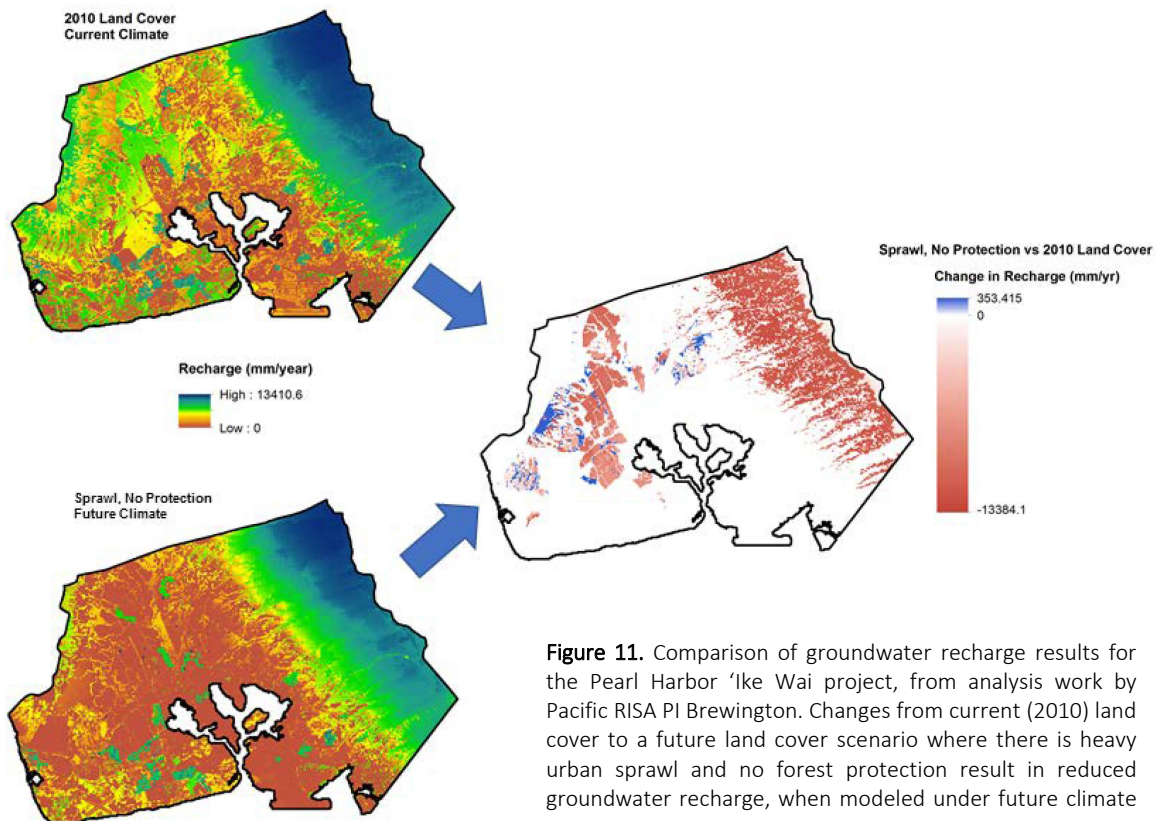 2010 Land Cover
Current Climate
Recharge (mm/year)
High : 13410.6
Low : 0
Sprawl, No Protection
Future Climate
Sprawl, No Protection vs 2010 Land Cover
Change in Recharge (mm/yr)
353.415
0
-13384.1
Figure 11. Comparison of groundwater recharge results for
the Pearl Harbor ‘Ike Wai project, from analysis work by
Pacific RISA PI Brewington. Changes from current (2010) land
cover to a future land cover scenario where there is heavy
urban sprawl and no forest protection result in reduced
groundwater recharge, when modeled under future climate